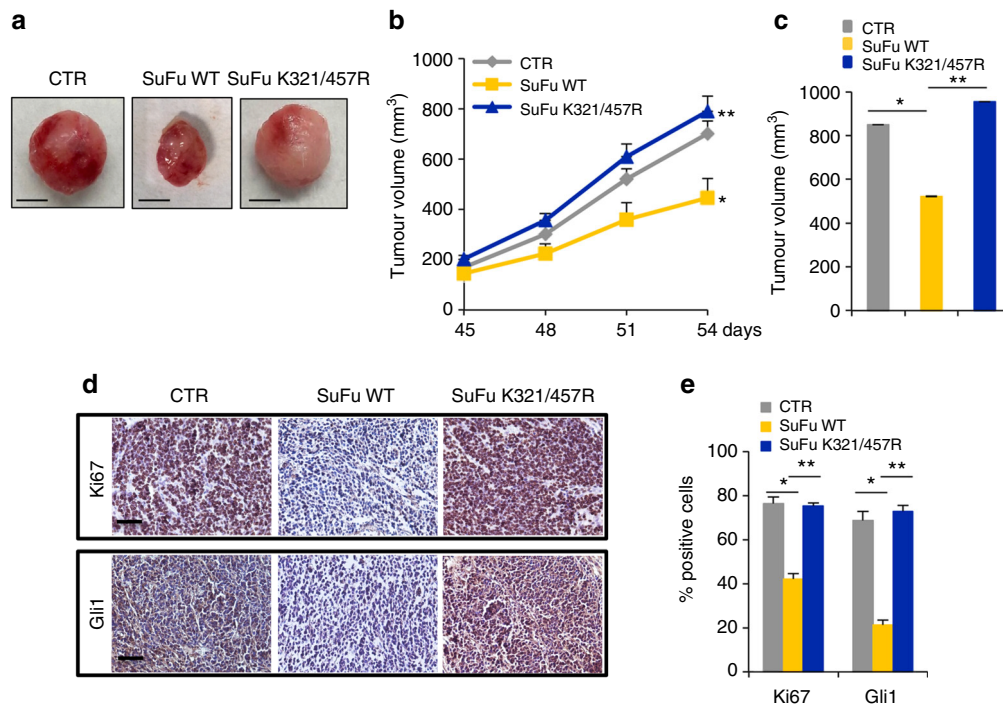 a
CTR SuFu WT SuFu K321/457R
b
CTR
SuFu WT
SuFu K321/457R
Tumour volume (mm³)
1000
800
600
400
200
0
**
*
45 48 51 54 days
c
CTR
SuFu WT
SuFu K321/457R
Tumour volume (mm³)
1000
800
600
400
200
0
* **
d
CTR SuFu WT SuFu K321/457R
Ki67
Gli1
e
CTR
SuFu WT
SuFu K321/457R
% positive cells
100
80
60
40
20
0
* ** * **
Ki67 Gli1